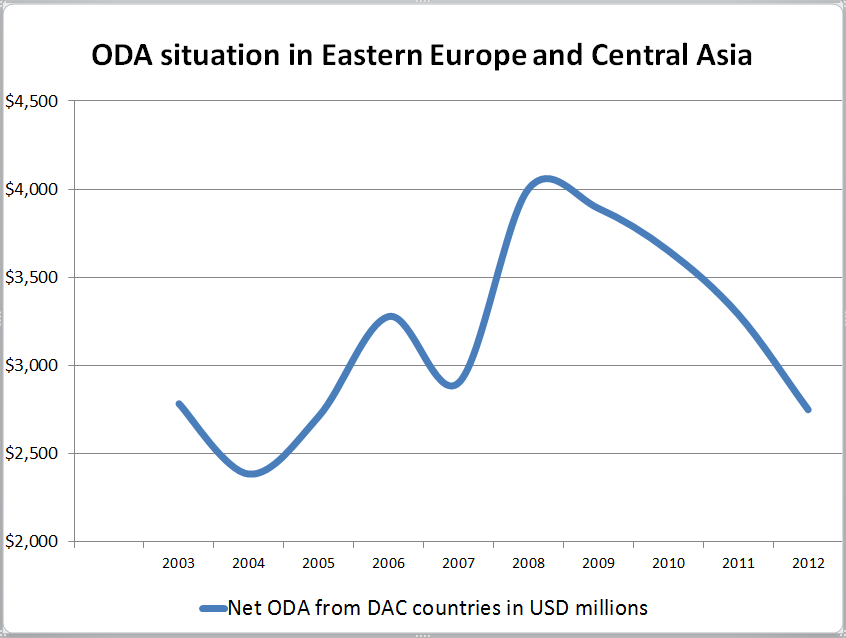 ODA situation in Eastern Europe and Central Asia
$4,500
$4,000
$3,500
$3,000
$2,500
$2,000
2003 2004 2005 2006 2007 2008 2009 2010 2011 2012
Net ODA from DAC countries in USD millions